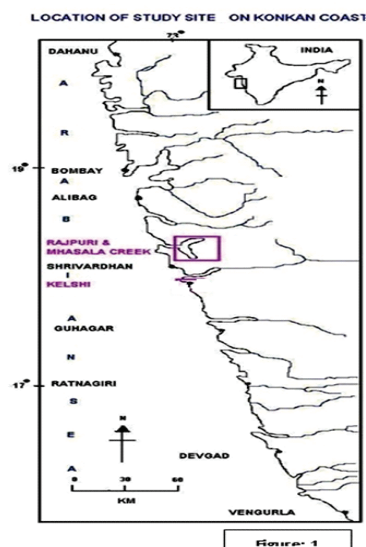 LOCATION OF STUDY SITE ON KONKAN COAST
73°
DAHANU
INDIA
N
A
R
19°
BOMBAY
A
ALIBAG
B
RAJPURI &
MHASALA CREEK
SHRIVARDHAN
I
KELSHI
A
GUHAGAR
N
17°
RATNAGIRI
S
N
E
DEVGAD
A
0 30 60
KM
VENGURLA
Figure: 1